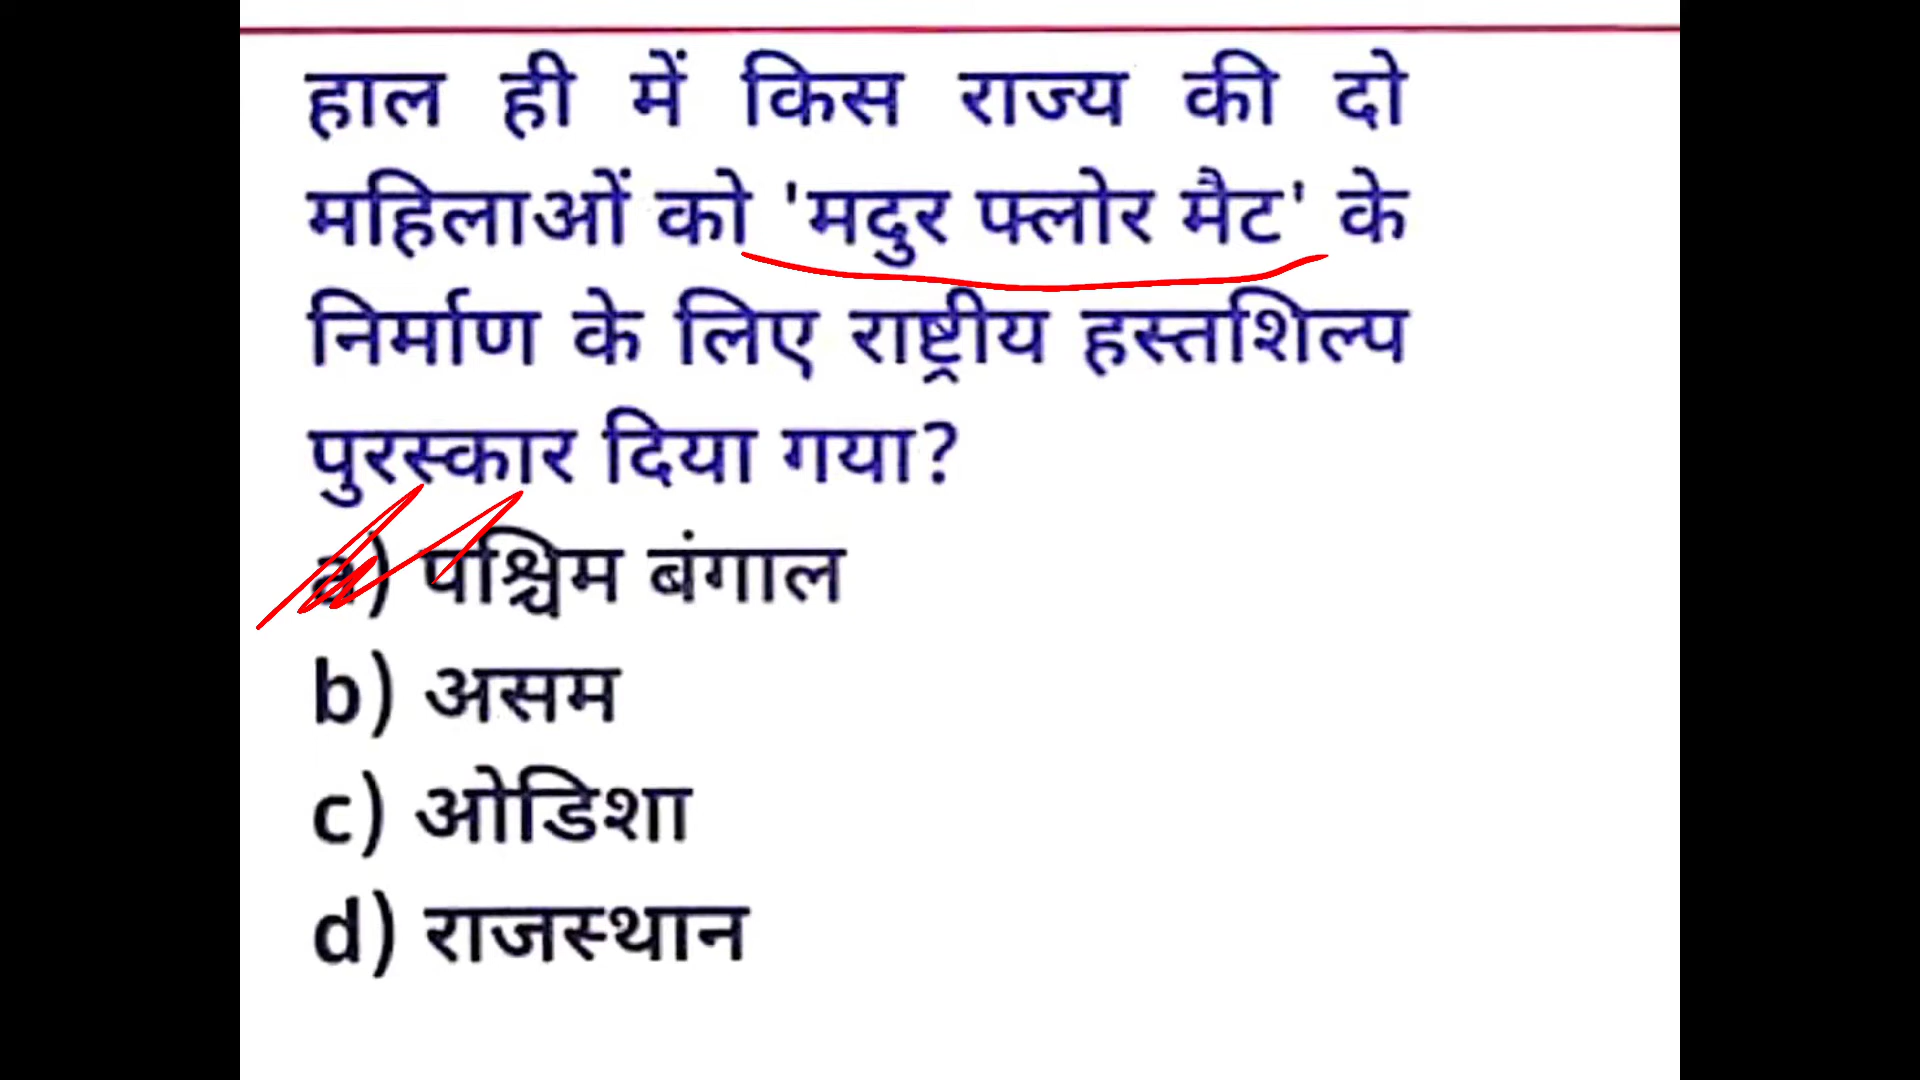 हाल ही में किस राज्य की दो
महिलाओं को 'मदुर फ्लोर मैट' के
निर्माण के लिए राष्ट्रीय हस्तशिल्प
पुरस्कार दिया गया?
a) पश्चिम बंगाल
b) असम
c) ओडिशा
d) राजस्थान